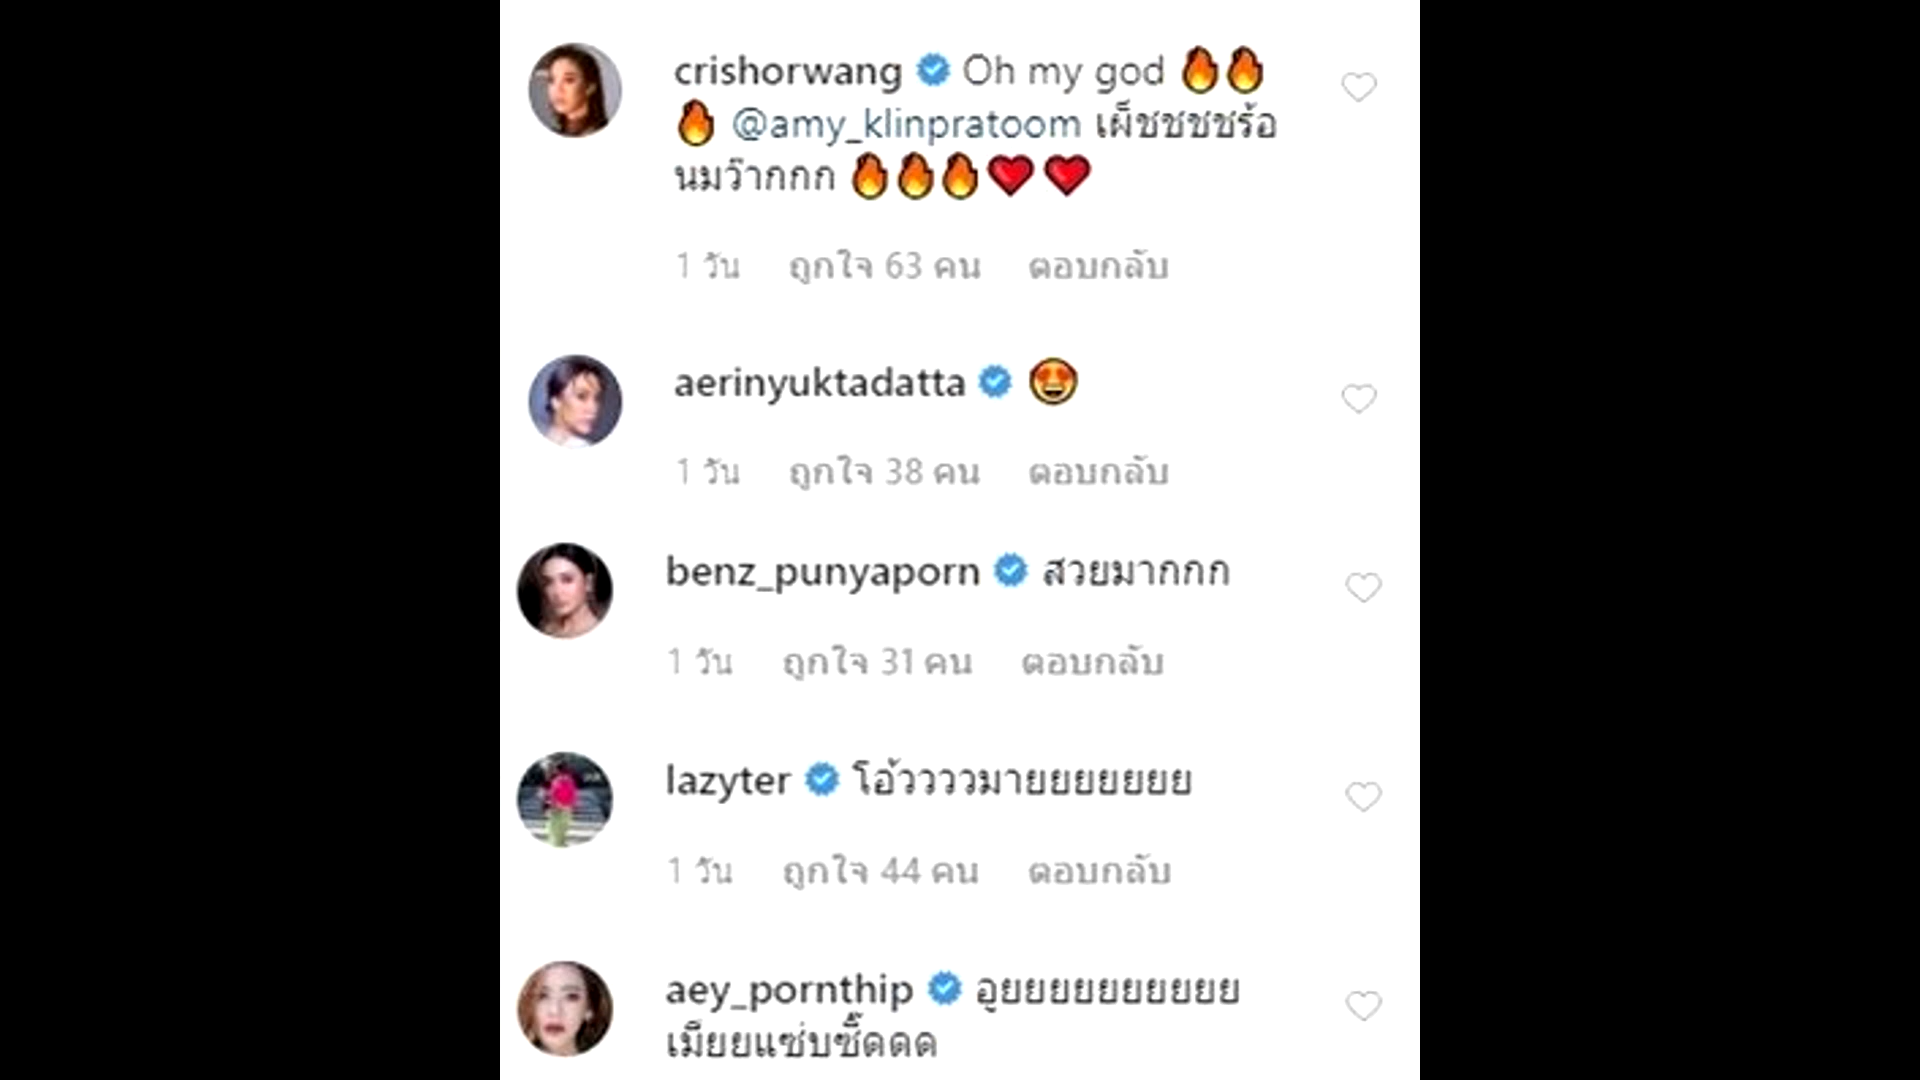 crishorwang Oh my god 🔥🔥
🔥 @amy_klinpratoom เผ็ชชชชร้อ
นมว๊ากกก 🔥🔥🔥❤️❤️
1 วัน ถูกใจ 63 คน ตอบกลับ
aerinyuktadatta 😍
1 วัน ถูกใจ 38 คน ตอบกลับ
benz_punyaporn สวยมากกก
1 วัน ถูกใจ 31 คน ตอบกลับ
lazyter โอ้ววววมายยยยยยย
1 วัน ถูกใจ 44 คน ตอบกลับ
aey_pornthip อูยยยยยยยยยย
เมียยแซ่บซี๊ดดด